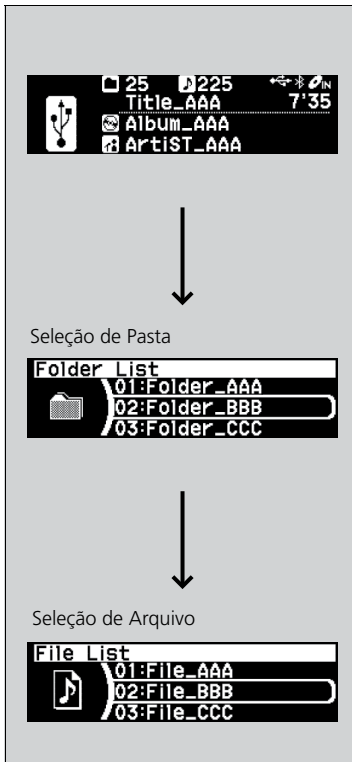 25 225 IN
Title_AAA 7'35
Album_AAA
ArtiST_AAA
Seleção de Pasta
Folder List
01:Folder_AAA
02:Folder_BBB
03:Folder_CCC
Seleção de Arquivo
File List
01:File_AAA
02:File_BBB
03:File_CCC